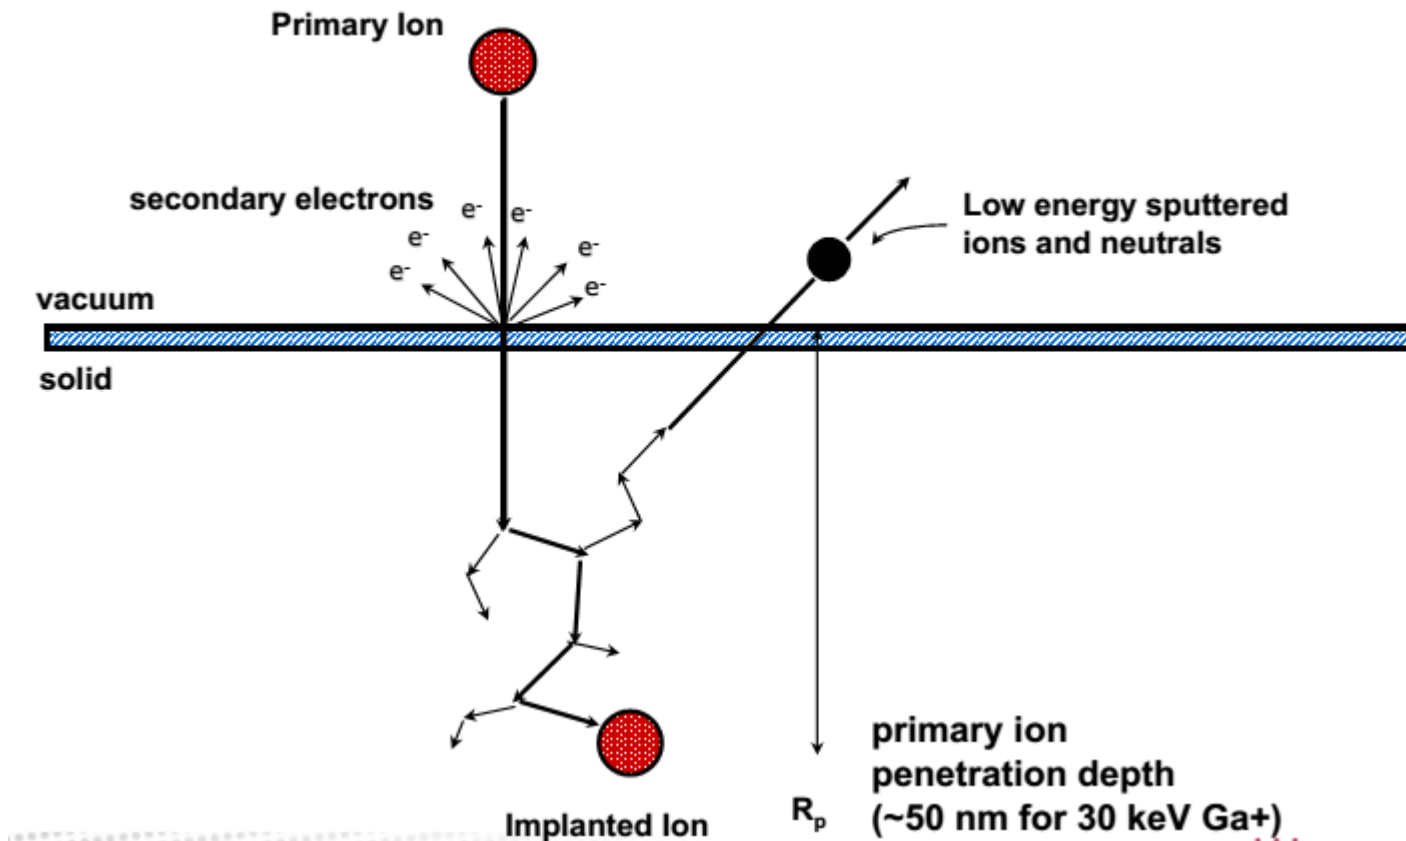 Primary Ion
secondary electrons
e-
e-
e-
e-
e-
e-
Low energy sputtered
ions and neutrals
vacuum
solid
primary ion
penetration depth
Rp
(~50 nm for 30 keV Ga+)
Implanted Ion